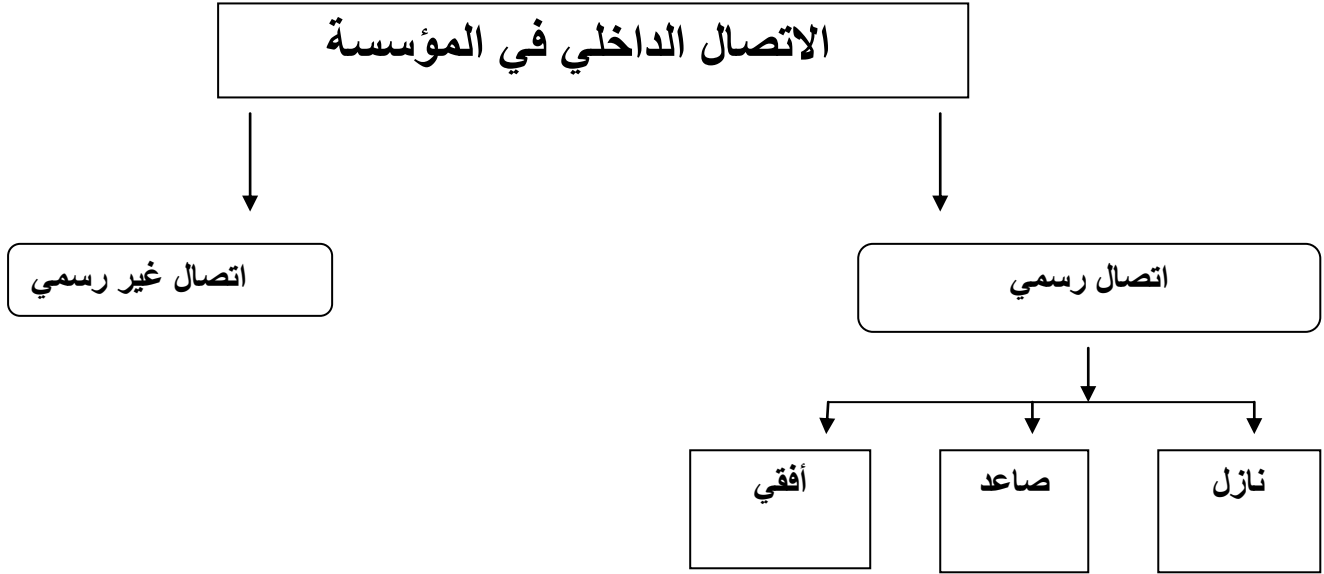 الاتصال الداخلي في المؤسسة
اتصال رسمي
اتصال غير رسمي
نازل
صاعد
أفقي